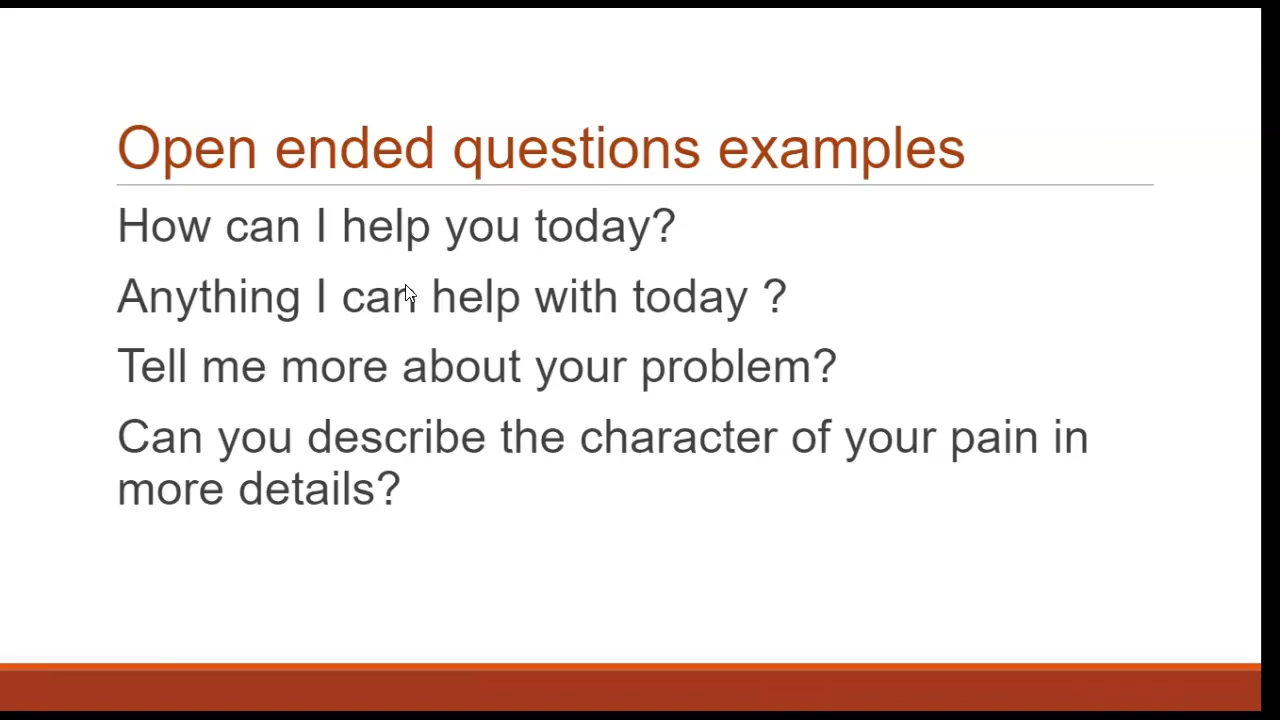 Open ended questions examples
How can I help you today?
Anything I can help with today ?
Tell me more about your problem?
Can you describe the character of your pain in
more details?